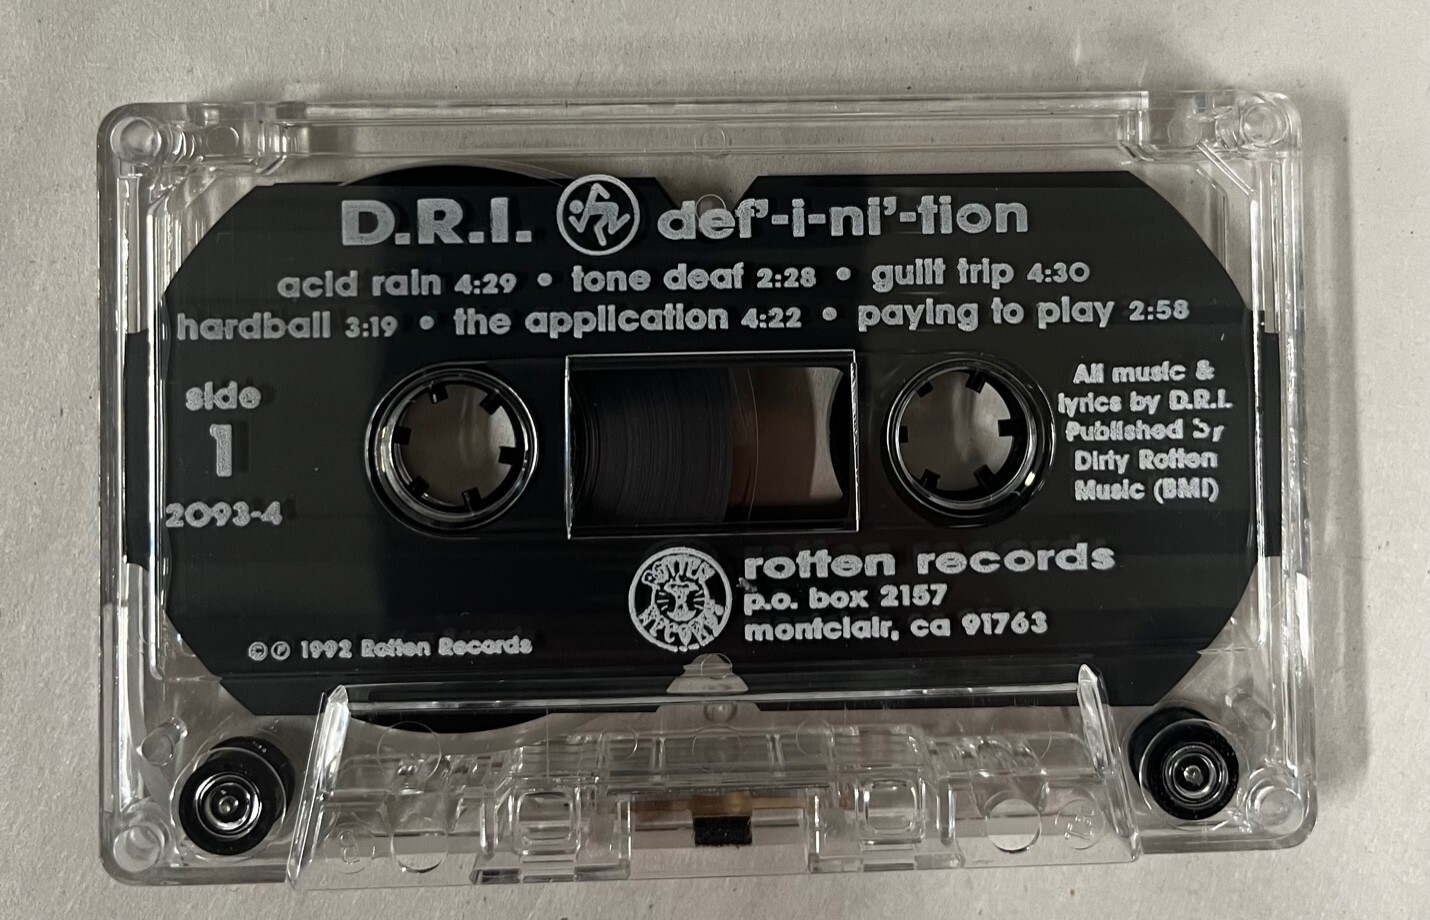 D.R.I. def'-i-ni'-tion
acid rain 4:29 • tone deaf 2:28 • guilt trip 4:30
hardball 3:19 • the application 4:22 • paying to play 2:58
side
1
2093-4
All music &
lyrics by D.R.I.
Published by
Dirty Rotten
Music (BMI)
ROTTEN
RECORDS
rotten records
p.o. box 2157
montclair, ca 91763
© ℗ 1992 Rotten Records